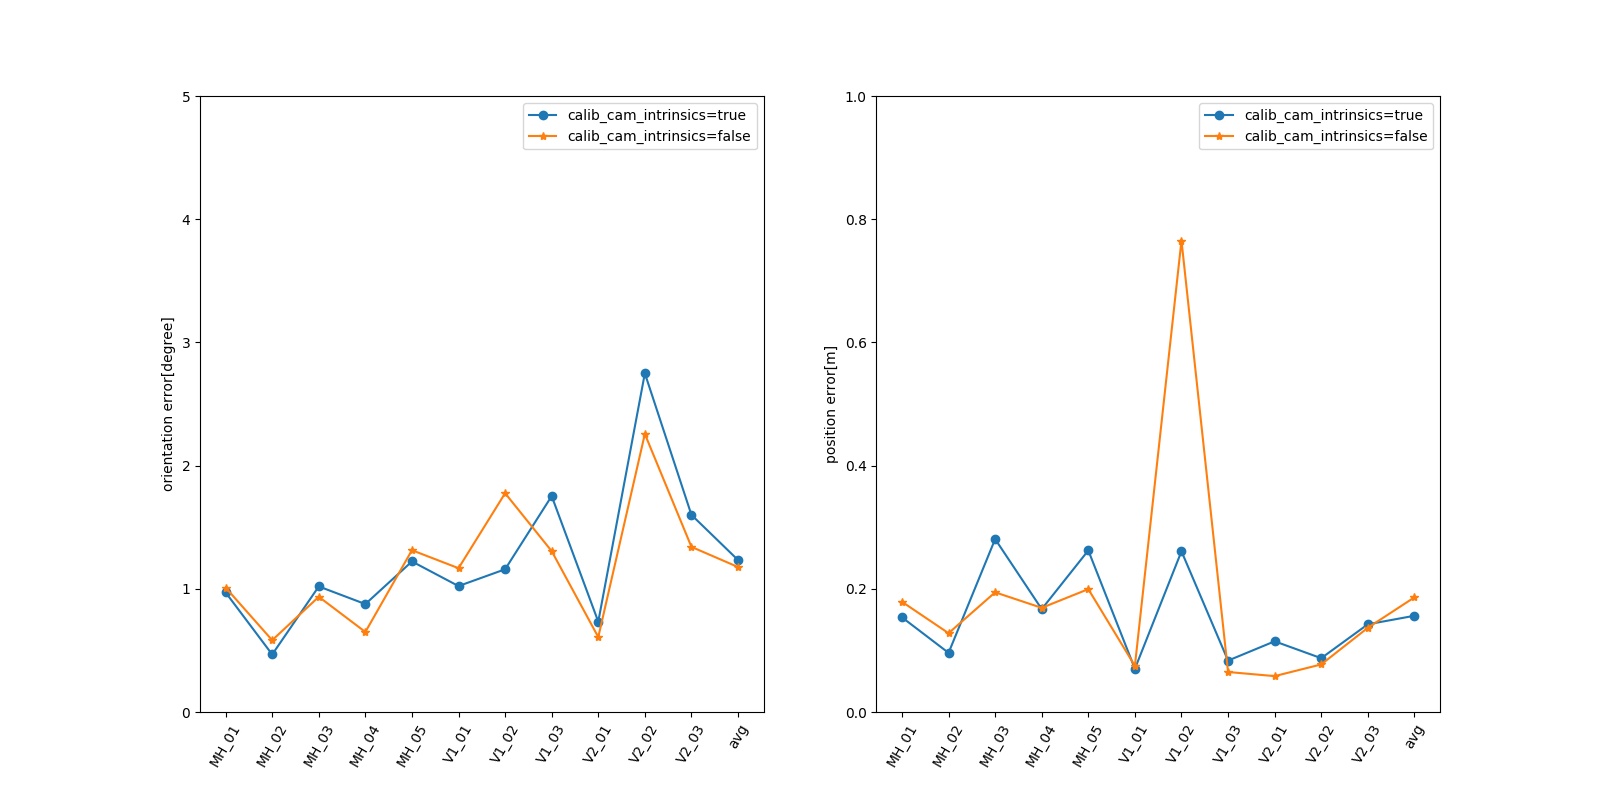 5
4
3
2
1
0
orientation error[degree]
calib_cam_intrinsics=true
calib_cam_intrinsics=false
MH_01
MH_02
MH_03
MH_04
MH_05
V1_01
V1_02
V1_03
V2_01
V2_02
V2_03
avg
1.0
0.8
0.6
0.4
0.2
0.0
position error[m]
calib_cam_intrinsics=true
calib_cam_intrinsics=false
MH_01
MH_02
MH_03
MH_04
MH_05
V1_01
V1_02
V1_03
V2_01
V2_02
V2_03
avg